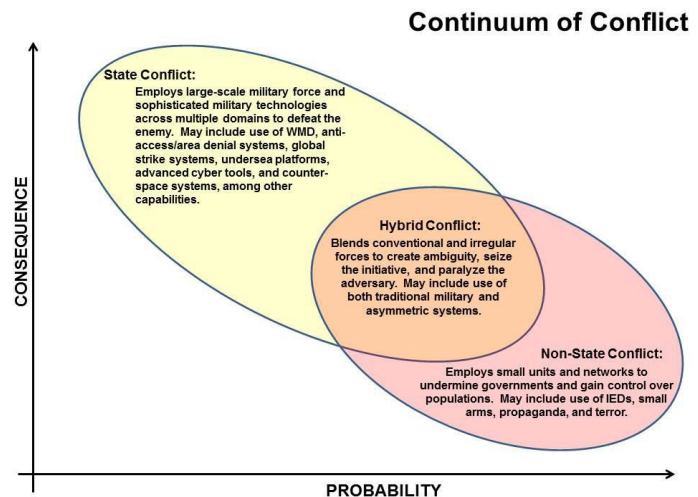 Continuum of Conflict
State Conflict:
Employs large-scale military force and
sophisticated military technologies
across multiple domains to defeat the
enemy. May include use of WMD, anti-
access/area denial systems, global
strike systems, undersea platforms,
advanced cyber tools, and counter-
space systems, among other
capabilities.
Hybrid Conflict:
Blends conventional and irregular
forces to create ambiguity, seize
the initiative, and paralyze the
adversary. May include use of
both traditional military and
asymmetric systems.
Non-State Conflict:
Employs small units and networks to
undermine governments and gain control over
populations. May include use of IEDs, small
arms, propaganda, and terror.
CONSEQUENCE
PROBABILITY